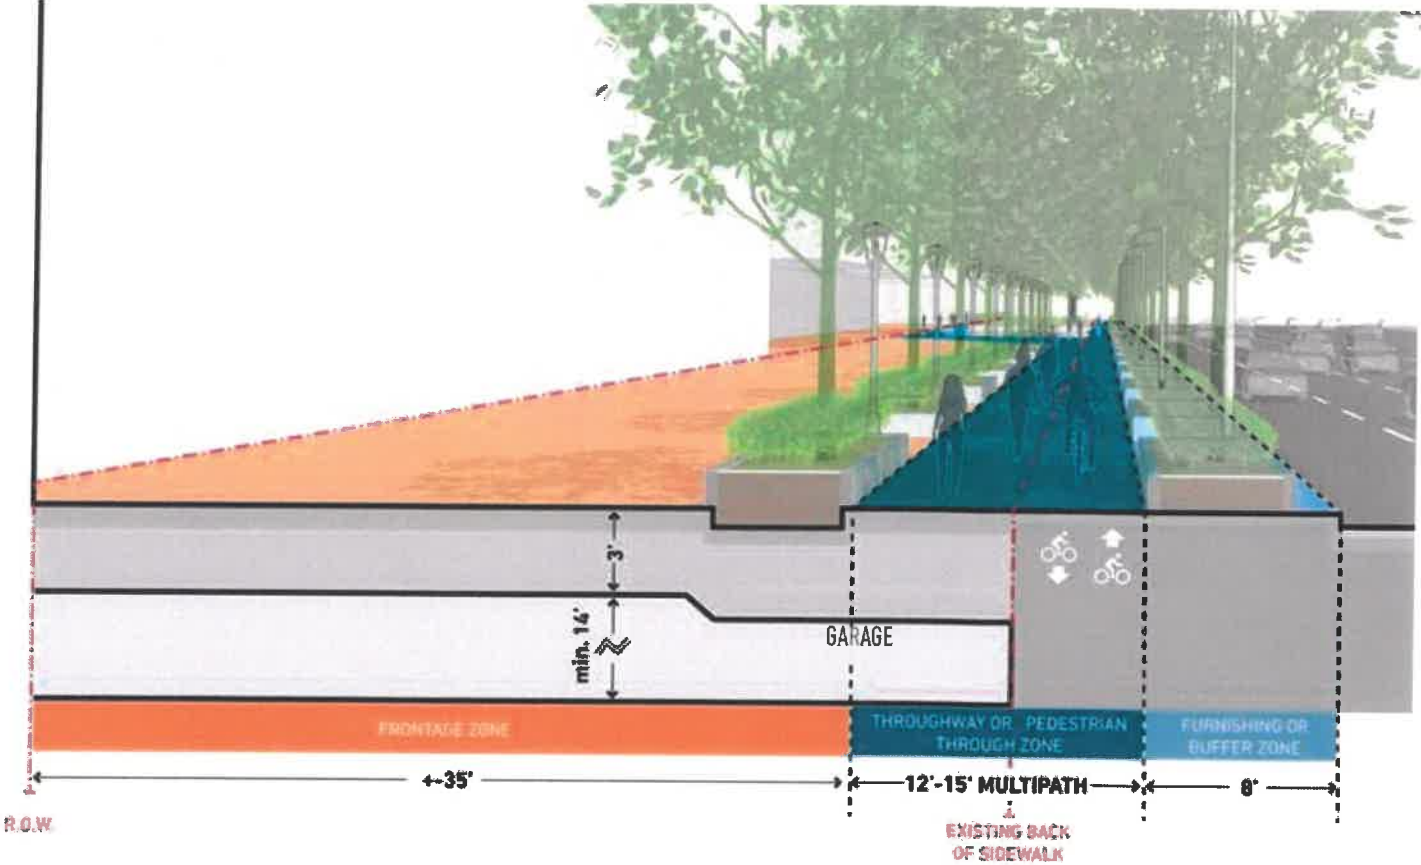 3'
min. 14'
GARAGE
FRONTAGE ZONE
THROUGHWAY OR PEDESTRIAN
THROUGH ZONE
FURNISHING OR
BUFFER ZONE
+-35'
12'-15' MULTIPATH
8'
R.O.W.
EXISTING BACK
OF SIDEWALK